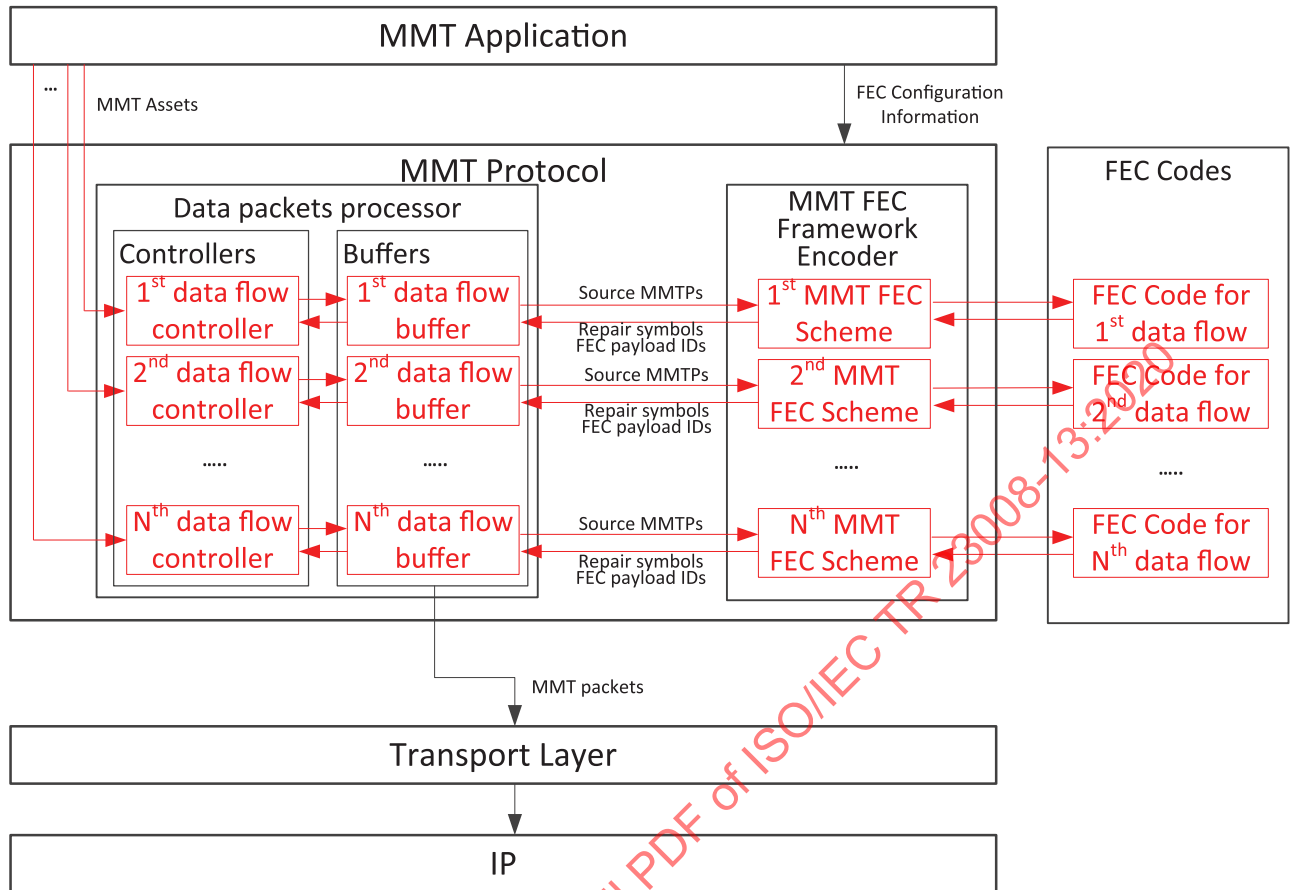 MMT Application
...
MMT Assets
FEC Configuration
Information
MMT Protocol
Data packets processor
Controllers
Buffers
MMT FEC
Framework
Encoder
FEC Codes
1st data flow
controller
1st data flow
buffer
Source MMTPs
Repair symbols
FEC payload IDs
1st MMT FEC
Scheme
FEC Code for
1st data flow
2nd data flow
controller
2nd data flow
buffer
Source MMTPs
Repair symbols
FEC payload IDs
2nd MMT
FEC Scheme
FEC Code for
2nd data flow
.....
.....
.....
.....
Nth data flow
controller
Nth data flow
buffer
Source MMTPs
Repair symbols
FEC payload IDs
Nth MMT
FEC Scheme
FEC Code for
Nth data flow
MMT packets
Transport Layer
IP
PDF of ISO/IEC TR 23008-13:2020